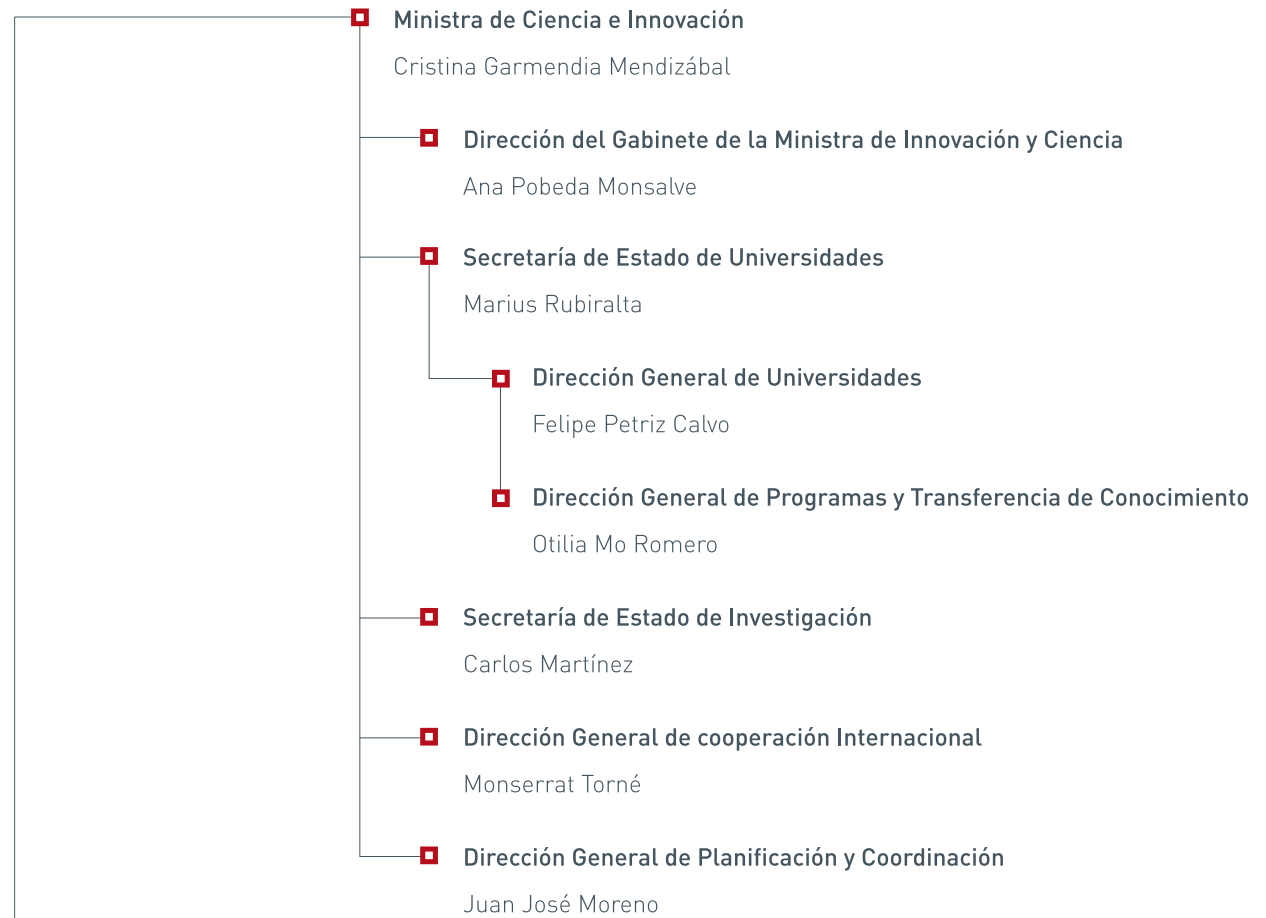 Ministra de Ciencia e Innovación
Cristina Garmendia Mendizábal
Dirección del Gabinete de la Ministra de Innovación y Ciencia
Ana Pobeda Monsalve
Secretaría de Estado de Universidades
Marius Rubiralta
Dirección General de Universidades
Felipe Petriz Calvo
Dirección General de Programas y Transferencia de Conocimiento
Otilia Mo Romero
Secretaría de Estado de Investigación
Carlos Martínez
Dirección General de cooperación Internacional
Monserrat Torné
Dirección General de Planificación y Coordinación
Juan José Moreno